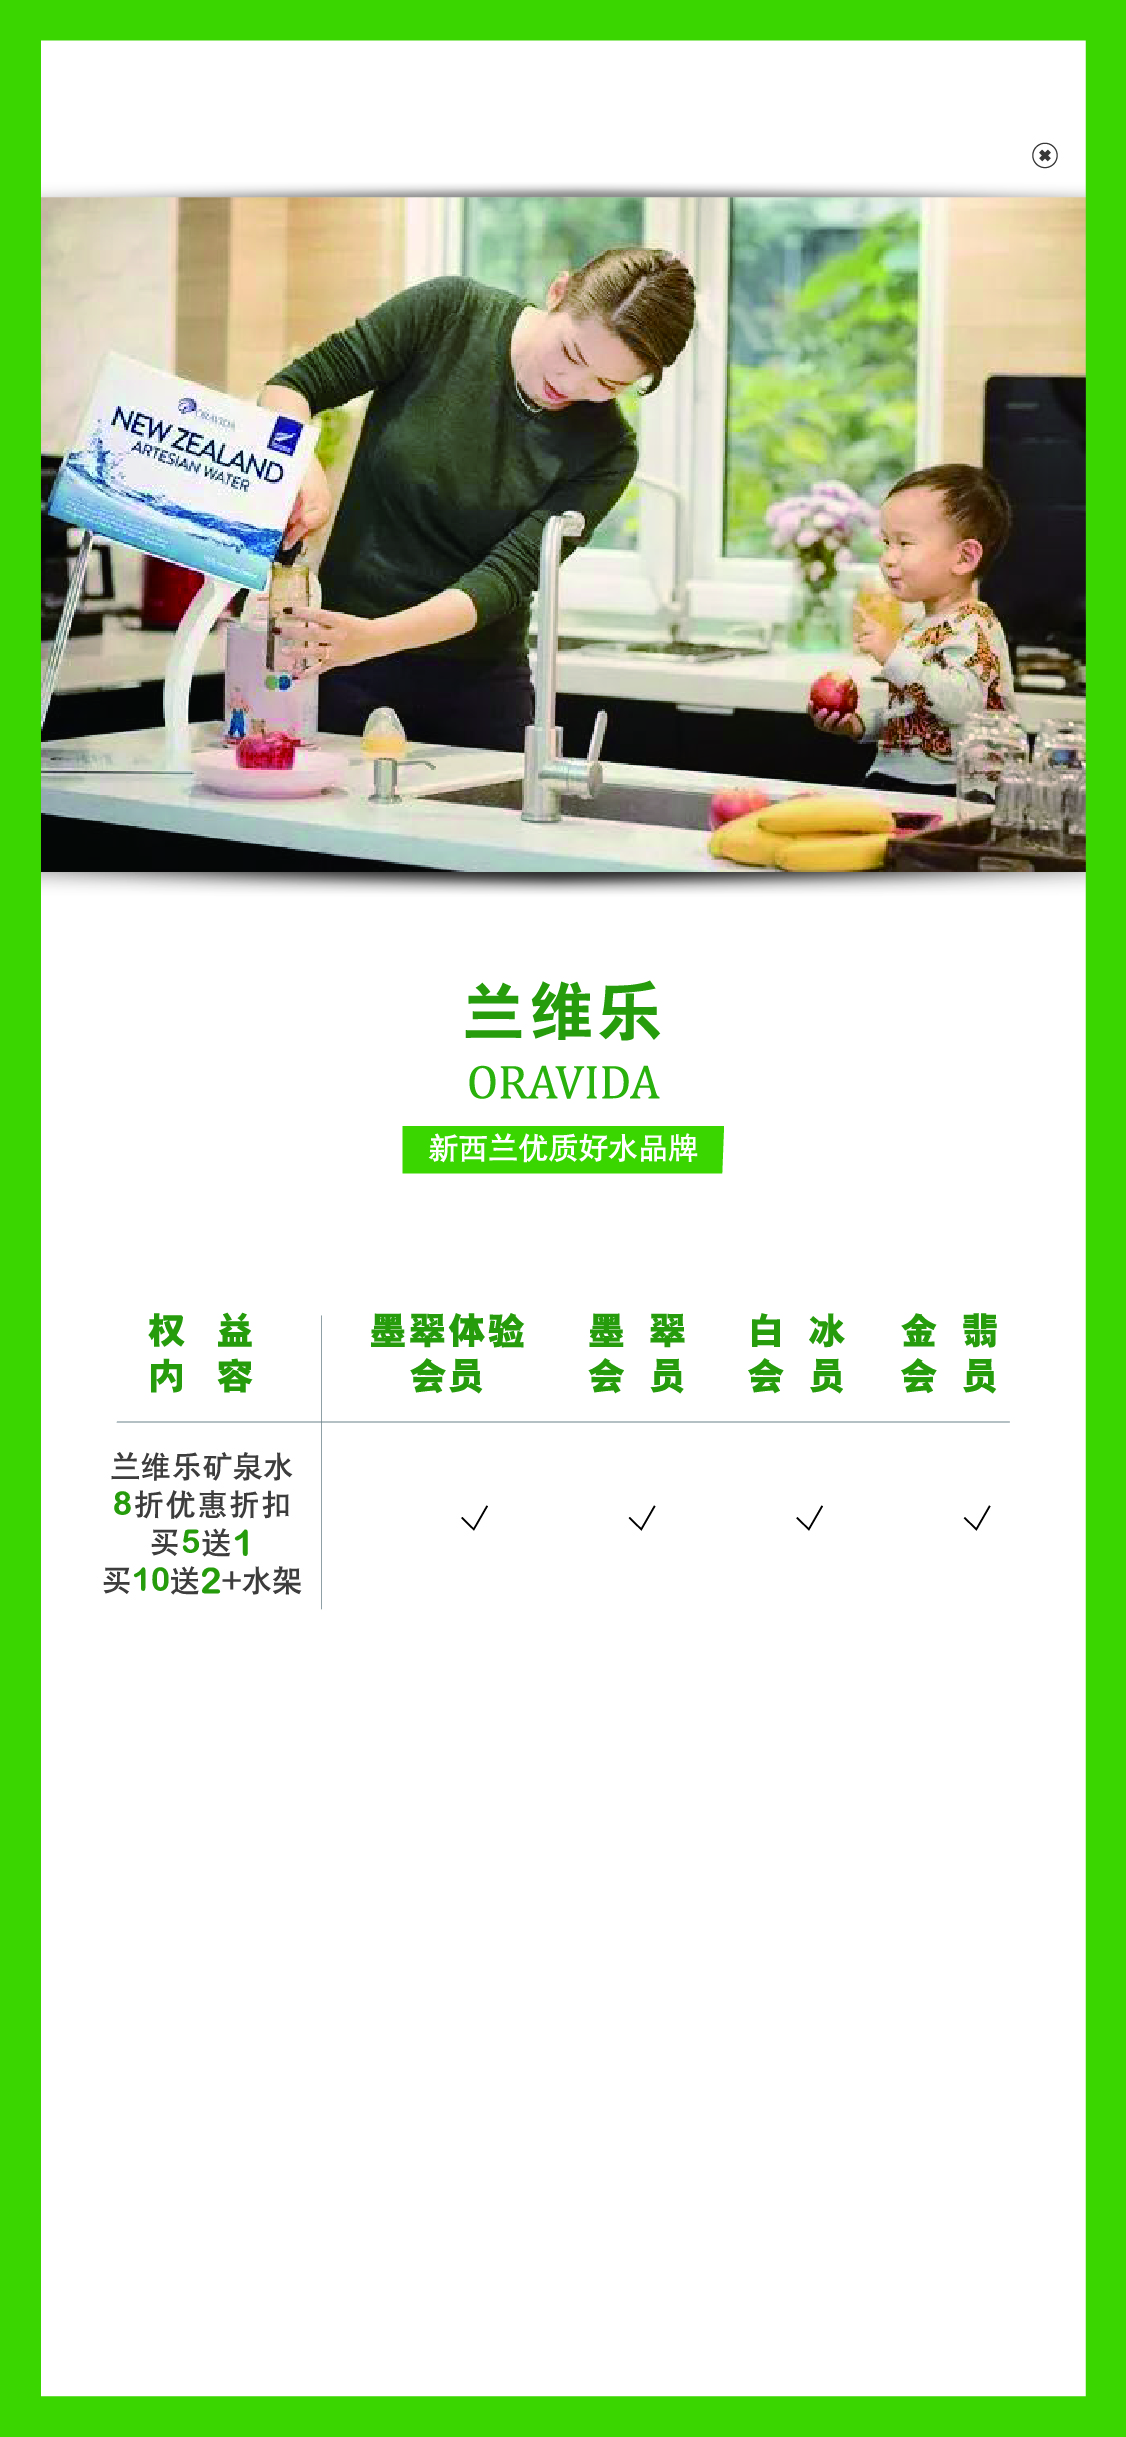 ORAVIDA
NEW ZEALAND
ARTESIAN WATER
兰维乐
ORAVIDA
新西兰优质好水品牌
权 益 墨翠体验 墨 翠 白 冰 金 翡
内 容 会员 会 员 会 员 会 员
兰维乐矿泉水
8折优惠折扣
买5送1
买10送2+水架